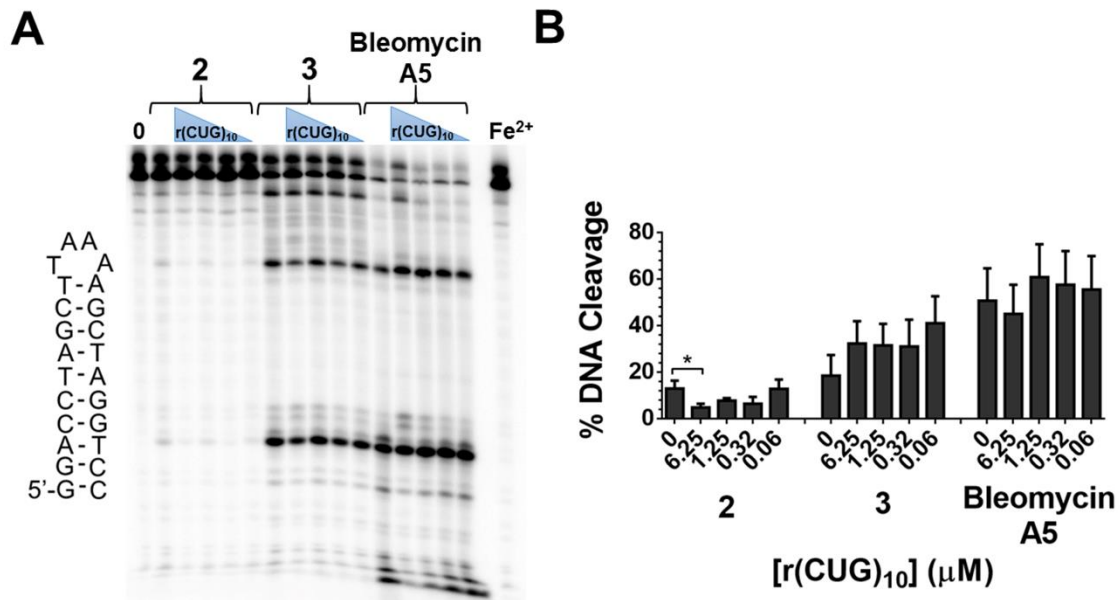 A
2
3
Bleomycin
A5
0
r(CUG)10
r(CUG)10
r(CUG)10
Fe2+
AA
T A
T-A
C-G
G-C
A-T
T-A
C-G
C-G
A-T
G-C
5'-G-C
B
% DNA Cleavage
80
60
40
20
0
*
0 6.25 1.25 0.32 0.06
0 6.25 1.25 0.32 0.06
0 6.25 1.25 0.32 0.06
2
3
Bleomycin
A5
[r(CUG)10] (μM)